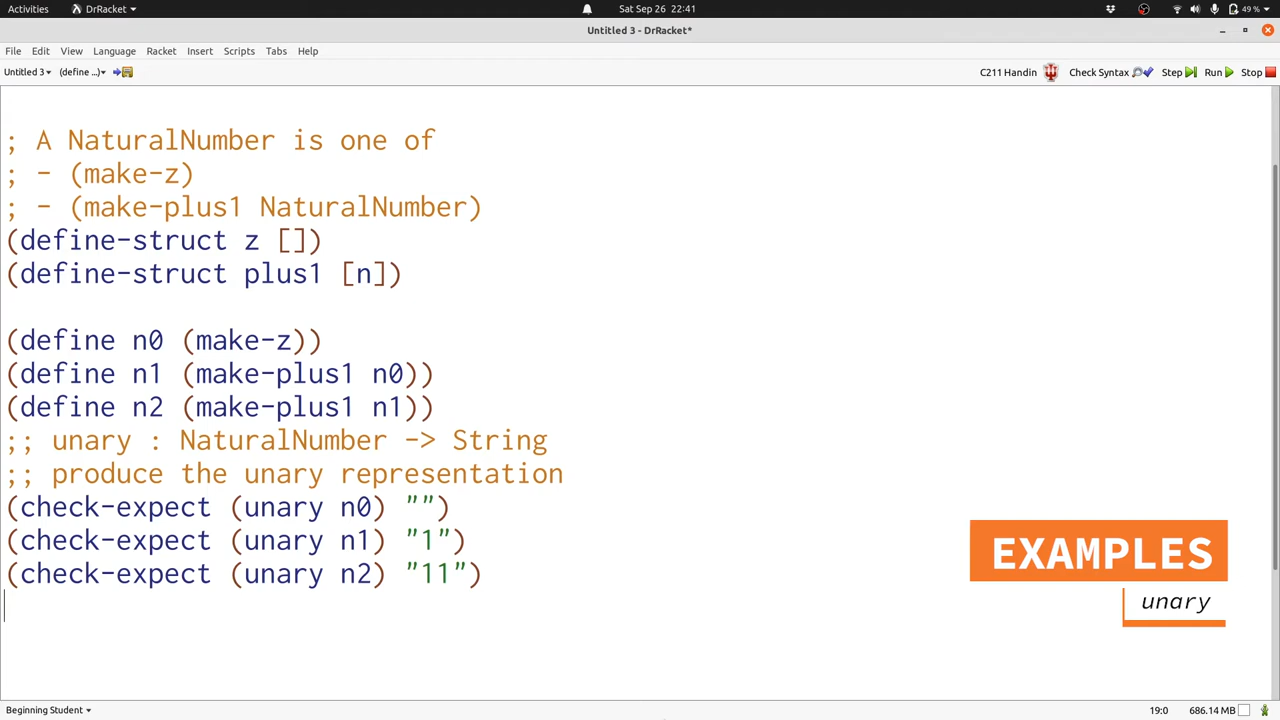 Activities DrRacket Sat Sep 26 22:41 49 %
Untitled 3 - DrRacket*
File Edit View Language Racket Insert Scripts Tabs Help
Untitled 3 (define ...) C211 Handin Check Syntax Step Run Stop
; A NaturalNumber is one of
; - (make-z)
; - (make-plus1 NaturalNumber)
(define-struct z [])
(define-struct plus1 [n])
(define n0 (make-z))
(define n1 (make-plus1 n0))
(define n2 (make-plus1 n1))
;; unary : NaturalNumber -> String
;; produce the unary representation
(check-expect (unary n0) "")
(check-expect (unary n1) "1")
(check-expect (unary n2) "11")
EXAMPLES
unary
Beginning Student 19:0 686.14 MB